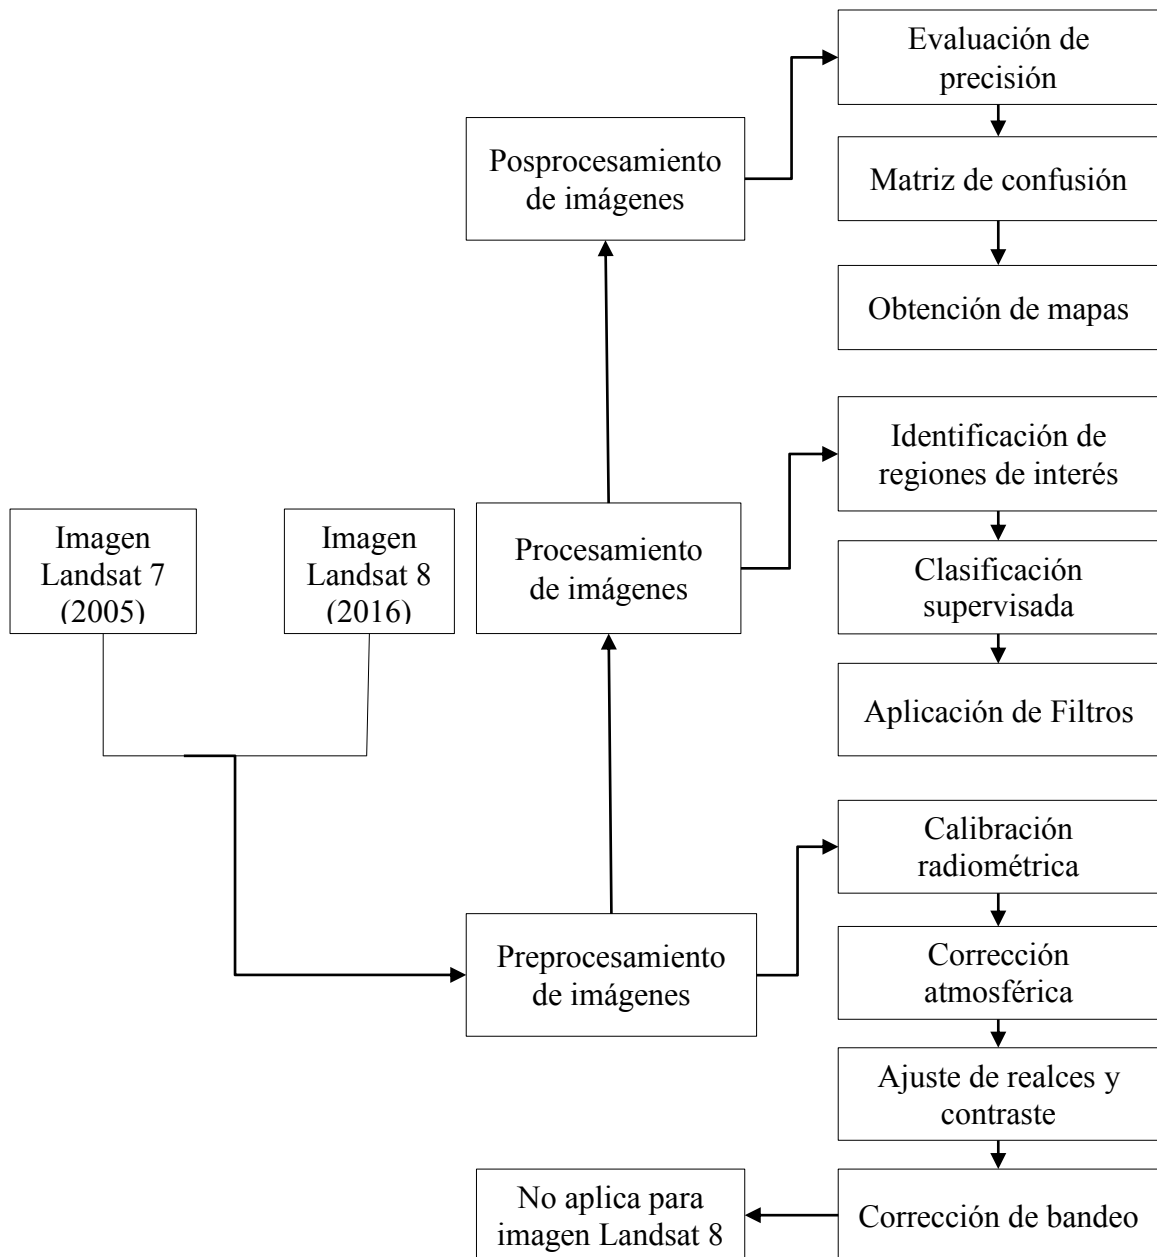 Evaluación de
precisión
Posprocesamiento
de imágenes
Matriz de confusión
Obtención de mapas
Identificación de
regiones de interés
Imagen
Landsat 7
(2005)
Imagen
Landsat 8
(2016)
Procesamiento
de imágenes
Clasificación
supervisada
Aplicación de Filtros
Calibración
radiométrica
Preprocesamiento
de imágenes
Corrección
atmosférica
Ajuste de realces y
contraste
No aplica para
imagen Landsat 8
Corrección de bandeo